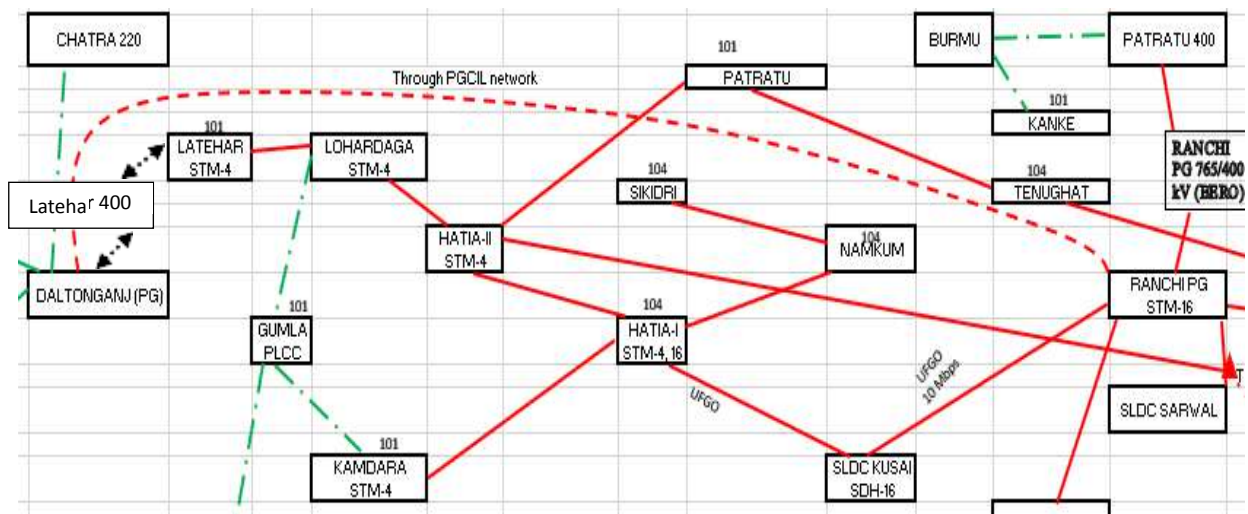 CHATRA 220
BURMU
PATRATU 400
101
PATRATU
Through PGCIL network
101
KANKE
101
LATEHAR
STM-4
LOHARDAGA
STM-4
RANCHI
PG 765/400
kV (BERO)
104
SIKIDRI
104
TENUGHAT
Latehar 400
HATIA-II
STM-4
104
NAMKUM
DALTONGANJ (PG)
RANCHI PG
STM-16
101
GUMLA
PLCC
104
HATIA-I
STM-4, 16
UFGO
10 Mbps
T
UFGO
SLDC SARWAL
101
KAMDARA
STM-4
SLDC KUSAI
SDH-16